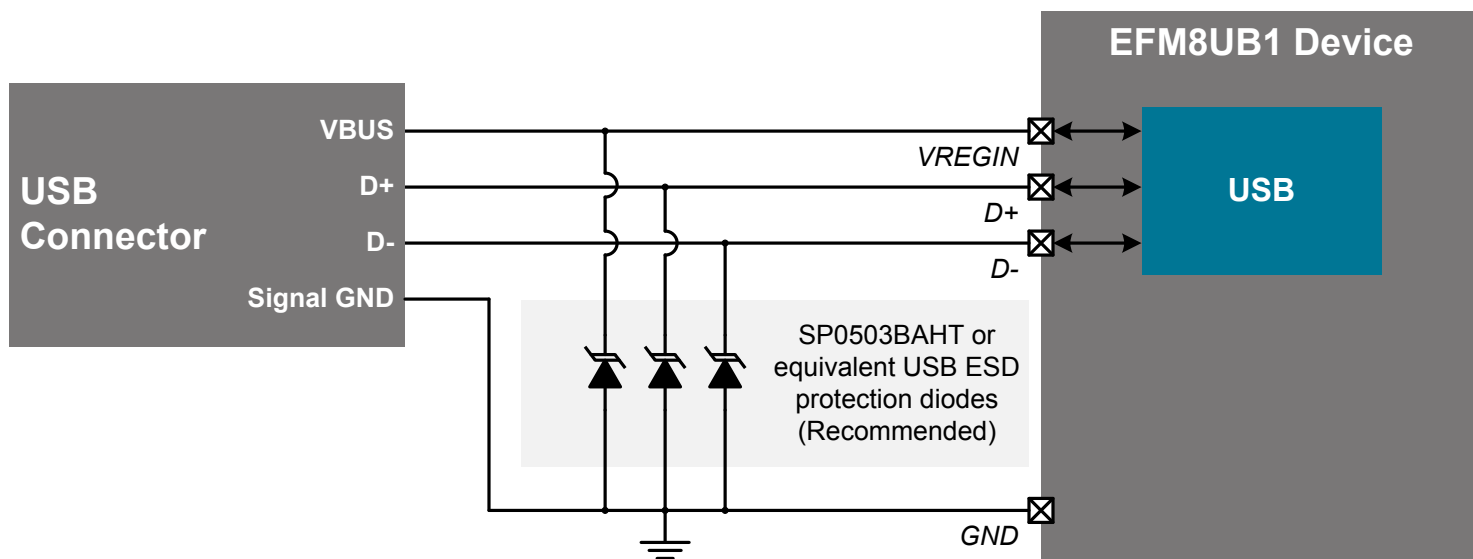 EFM8UB1 Device
VBUS
VREGIN
USB
Connector
D+
D+
USB
D-
D-
Signal GND
SP0503BAHT or
equivalent USB ESD
protection diodes
(Recommended)
GND